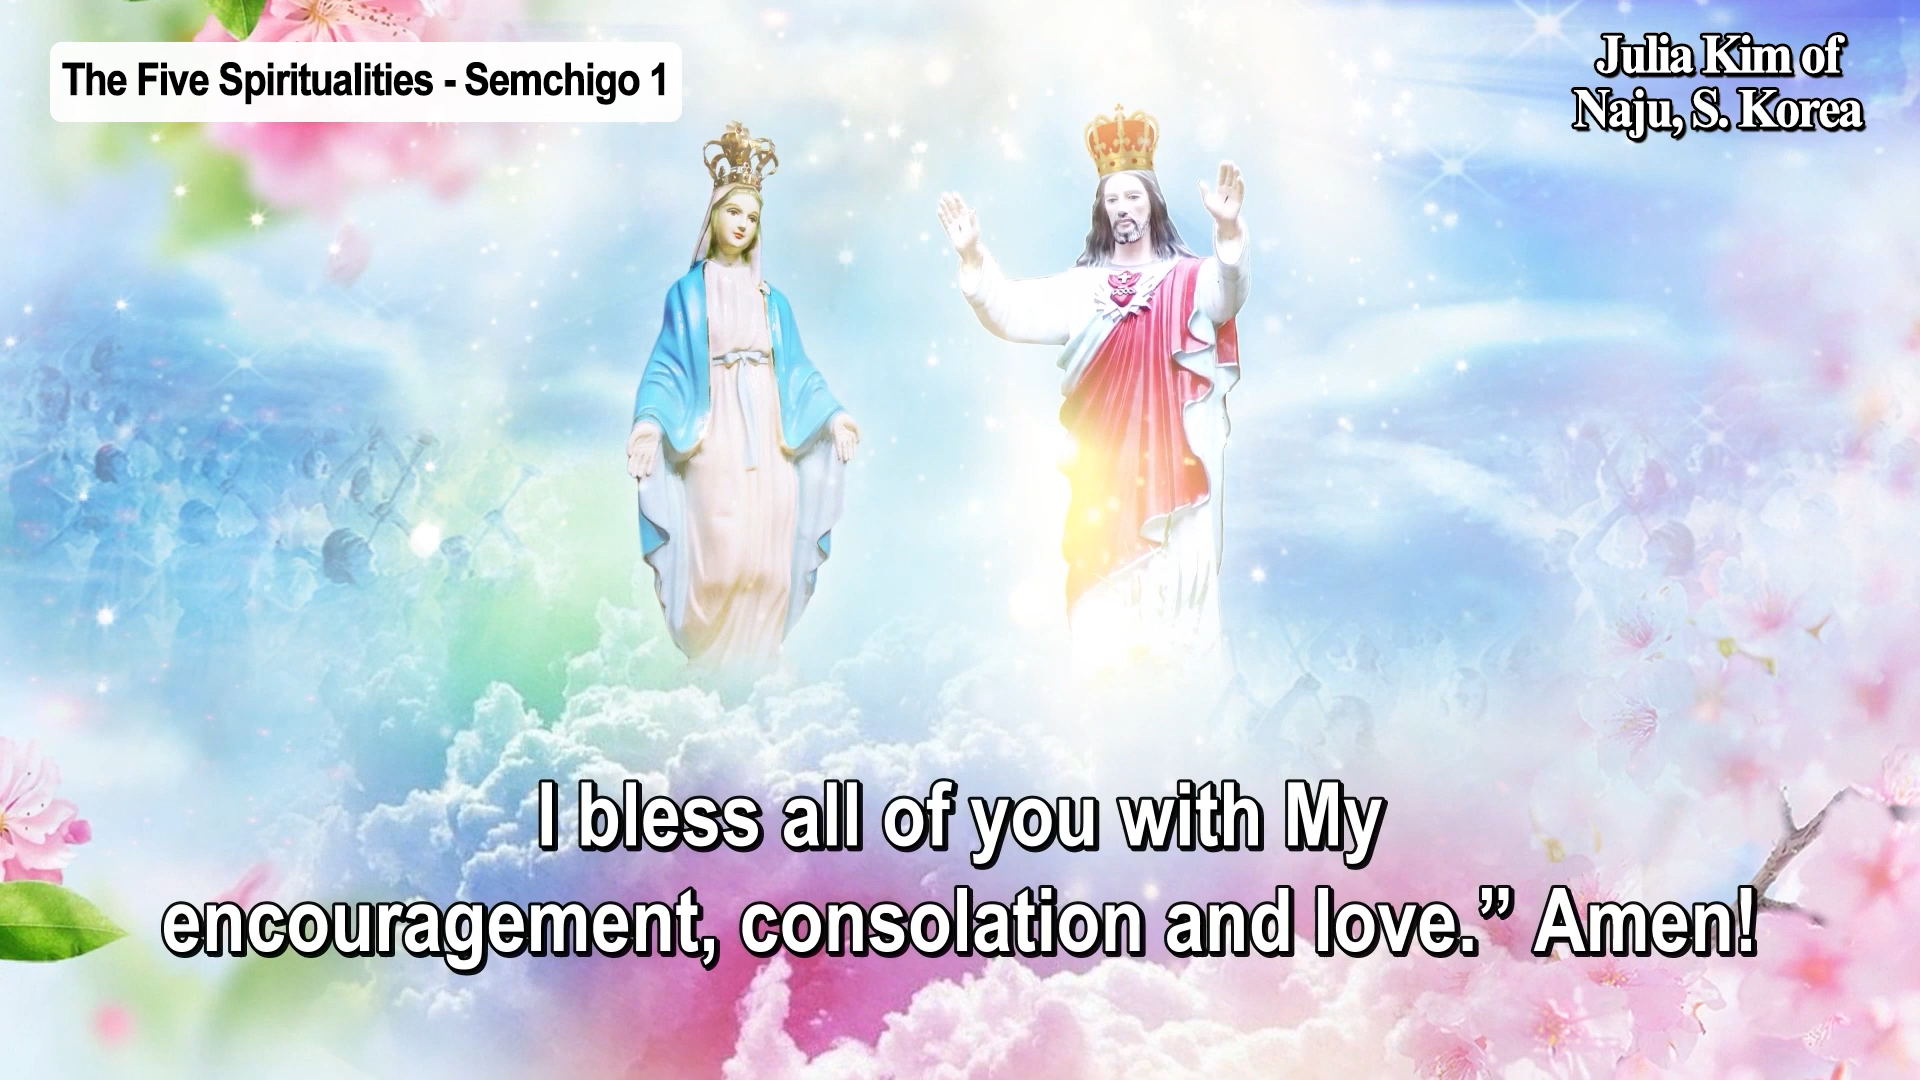 The Five Spiritualities - Semchigo 1
Julia Kim of
Naju, S. Korea
I bless all of you with My
encouragement, consolation and love.” Amen!